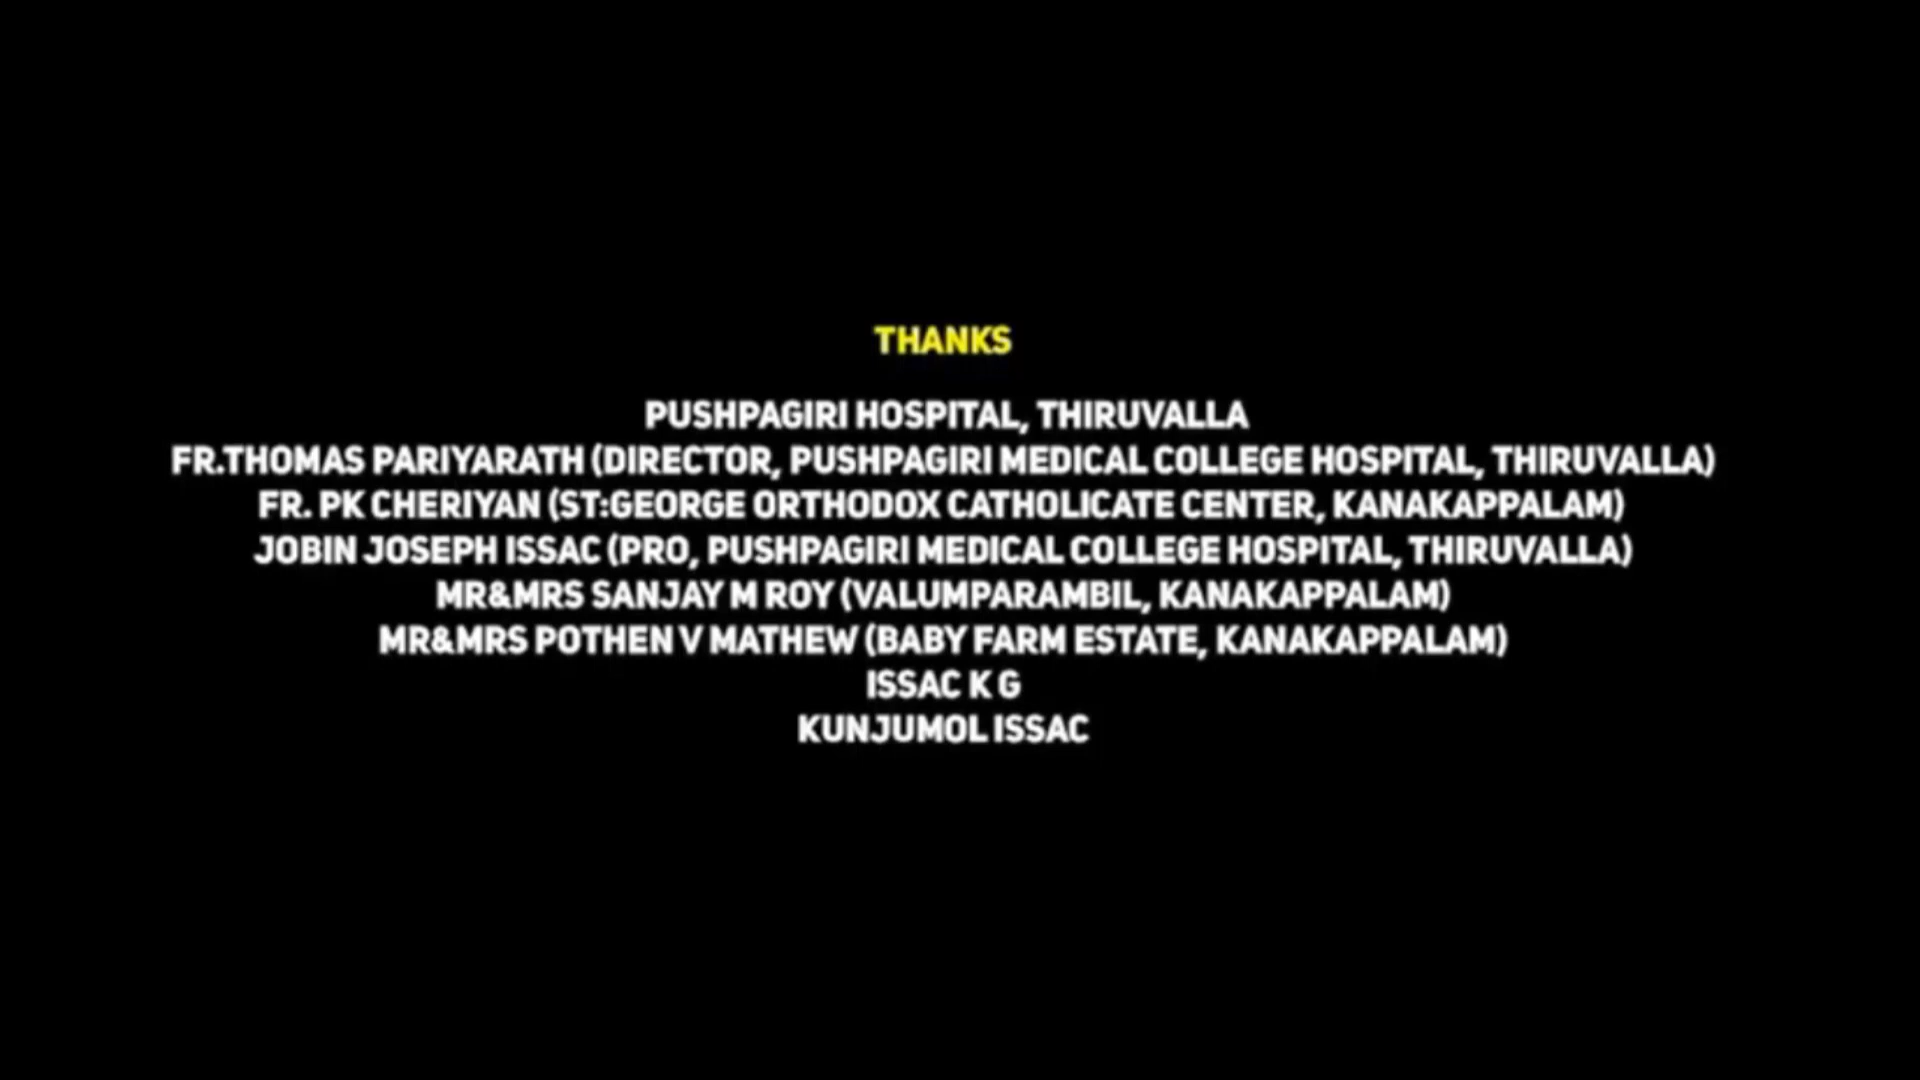 THANKS
PUSHPAGIRI HOSPITAL, THIRUVALLA
FR.THOMAS PARIYARATH (DIRECTOR, PUSHPAGIRI MEDICAL COLLEGE HOSPITAL, THIRUVALLA)
FR. PK CHERIYAN (ST:GEORGE ORTHODOX CATHOLICATE CENTER, KANAKAPPALAM)
JOBIN JOSEPH ISSAC (PRO, PUSHPAGIRI MEDICAL COLLEGE HOSPITAL, THIRUVALLA)
MR&MRS SANJAY M ROY (VALUMPARAMBIL, KANAKAPPALAM)
MR&MRS POTHEN V MATHEW (BABY FARM ESTATE, KANAKAPPALAM)
ISSAC K G
KUNJUMOL ISSAC